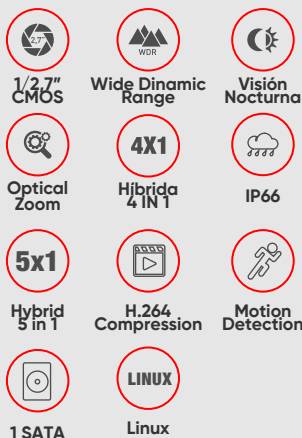 2,7"
WDR
1/2.7"
CMOS
Wide Dinamic
Range
Visión
Nocturna
4X1
Optical
Zoom
Híbrida
4 IN 1
IP66
5x1
Hybrid
5 in 1
H.264
Compression
Motion
Detection
LINUX
1 SATA
Linux